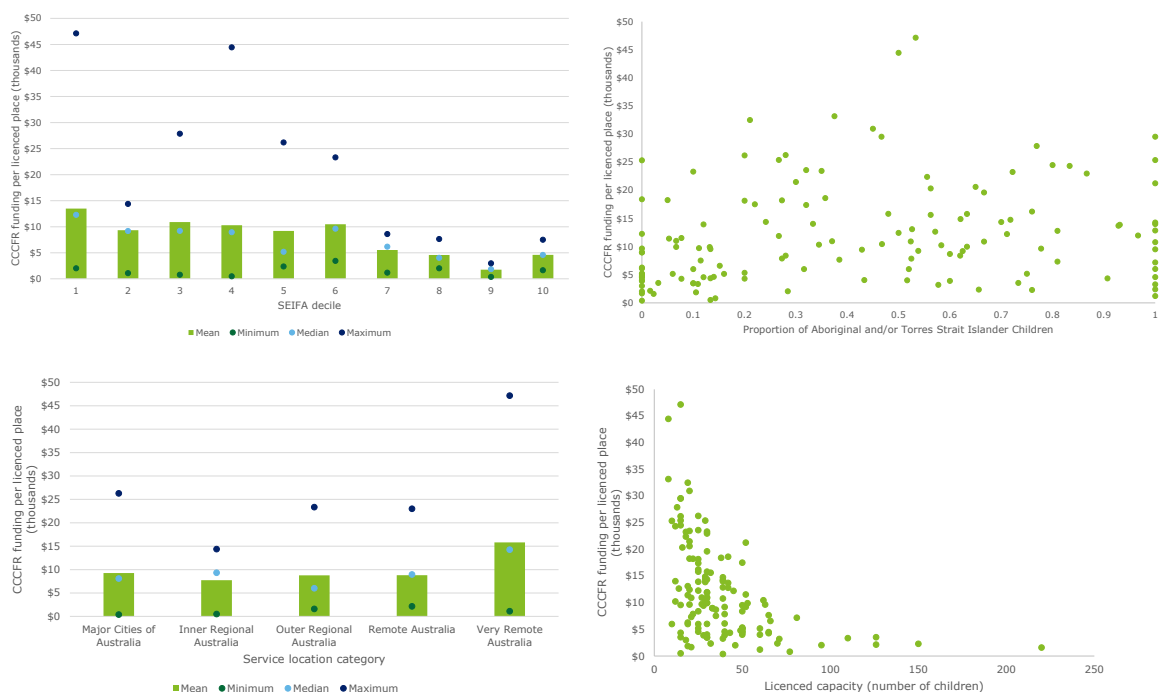 CCCFR funding per licenced place (thousands)
$50
$45
$40
$35
$30
$25
$20
$15
$10
$5
$0
1 2 3 4 5 6 7 8 9 10
SEIFA decile
Mean Minimum Median Maximum
CCCFR funding per licenced place (thousands)
$50
$45
$40
$35
$30
$25
$20
$15
$10
$5
$0
0 0.1 0.2 0.3 0.4 0.5 0.6 0.7 0.8 0.9 1
Proportion of Aboriginal and/or Torres Strait Islander Children
CCCFR funding per licenced place
(thousands)
$50
$45
$40
$35
$30
$25
$20
$15
$10
$5
$0
Major Cities of
Australia
Inner Regional
Australia
Outer Regional
Australia
Remote Australia
Very Remote
Australia
Service location category
Mean Minimum Median Maximum
CCCFR funding per licenced place
(thousands)
$50
$45
$40
$35
$30
$25
$20
$15
$10
$5
$0
0 50 100 150 200 250
Licenced capacity (number of children)